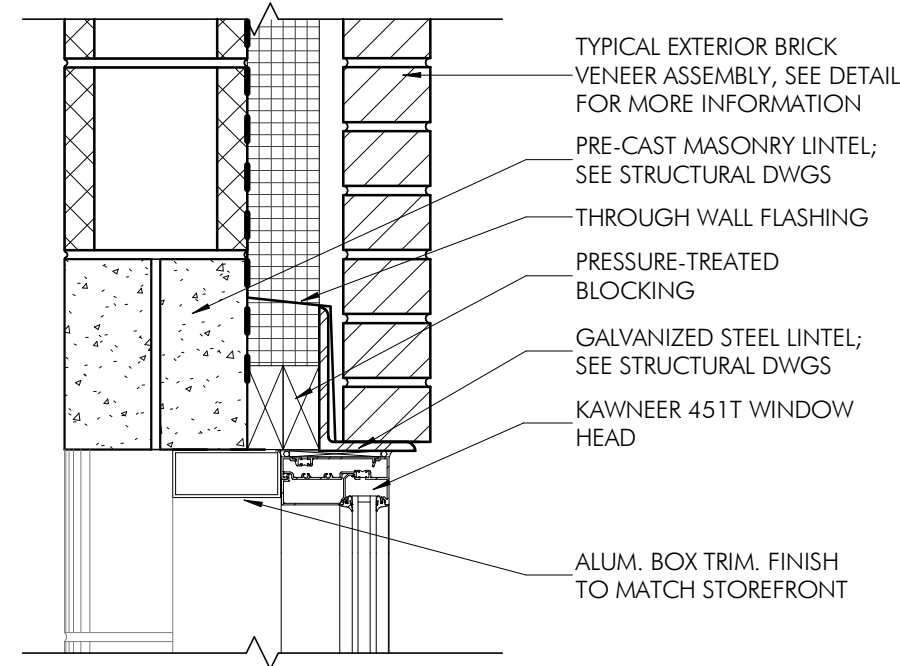 TYPICAL EXTERIOR BRICK
VENEER ASSEMBLY, SEE DETAIL
FOR MORE INFORMATION
PRE-CAST MASONRY LINTEL;
SEE STRUCTURAL DWGS
THROUGH WALL FLASHING
PRESSURE-TREATED
BLOCKING
GALVANIZED STEEL LINTEL;
SEE STRUCTURAL DWGS
KAWNEER 451T WINDOW
HEAD
ALUM. BOX TRIM. FINISH
TO MATCH STOREFRONT